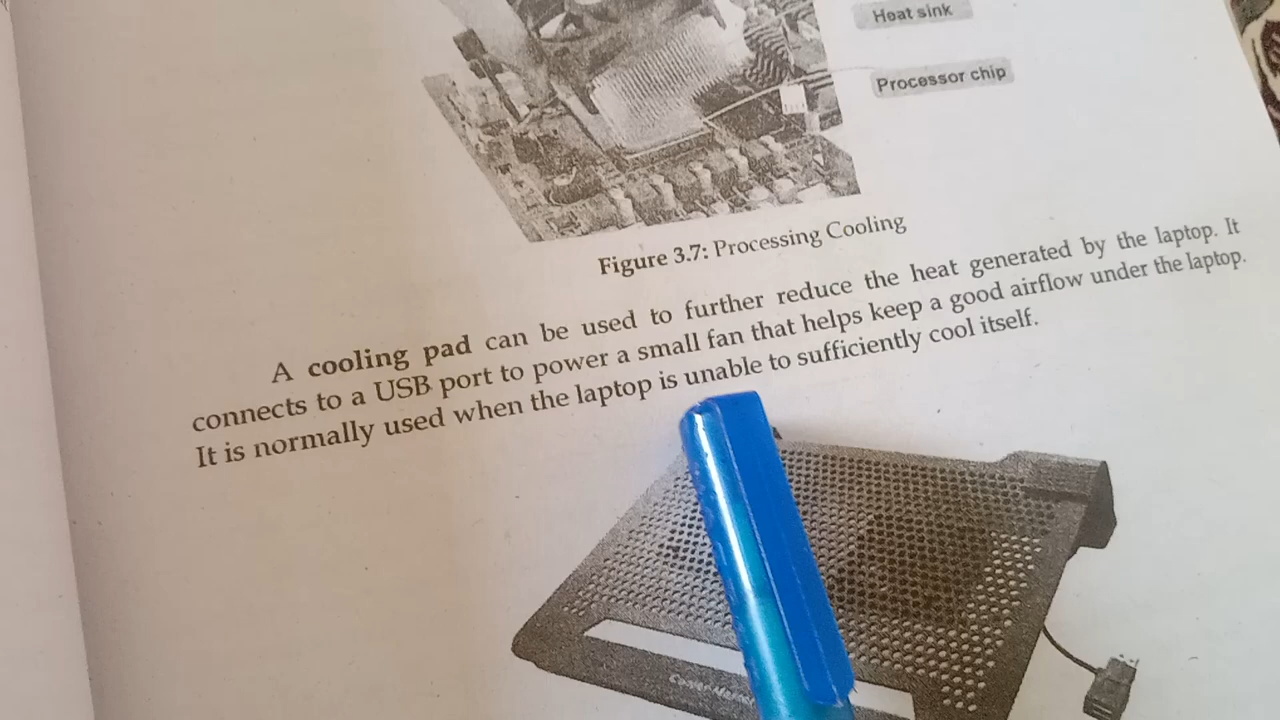 Heat sink
Processor chip
Figure 3.7: Processing Cooling
A cooling pad can be used to further reduce the heat generated by the laptop. It
connects to a USB port to power a small fan that helps keep a good airflow under the laptop.
It is normally used when the laptop is unable to sufficiently cool itself.
Cooler